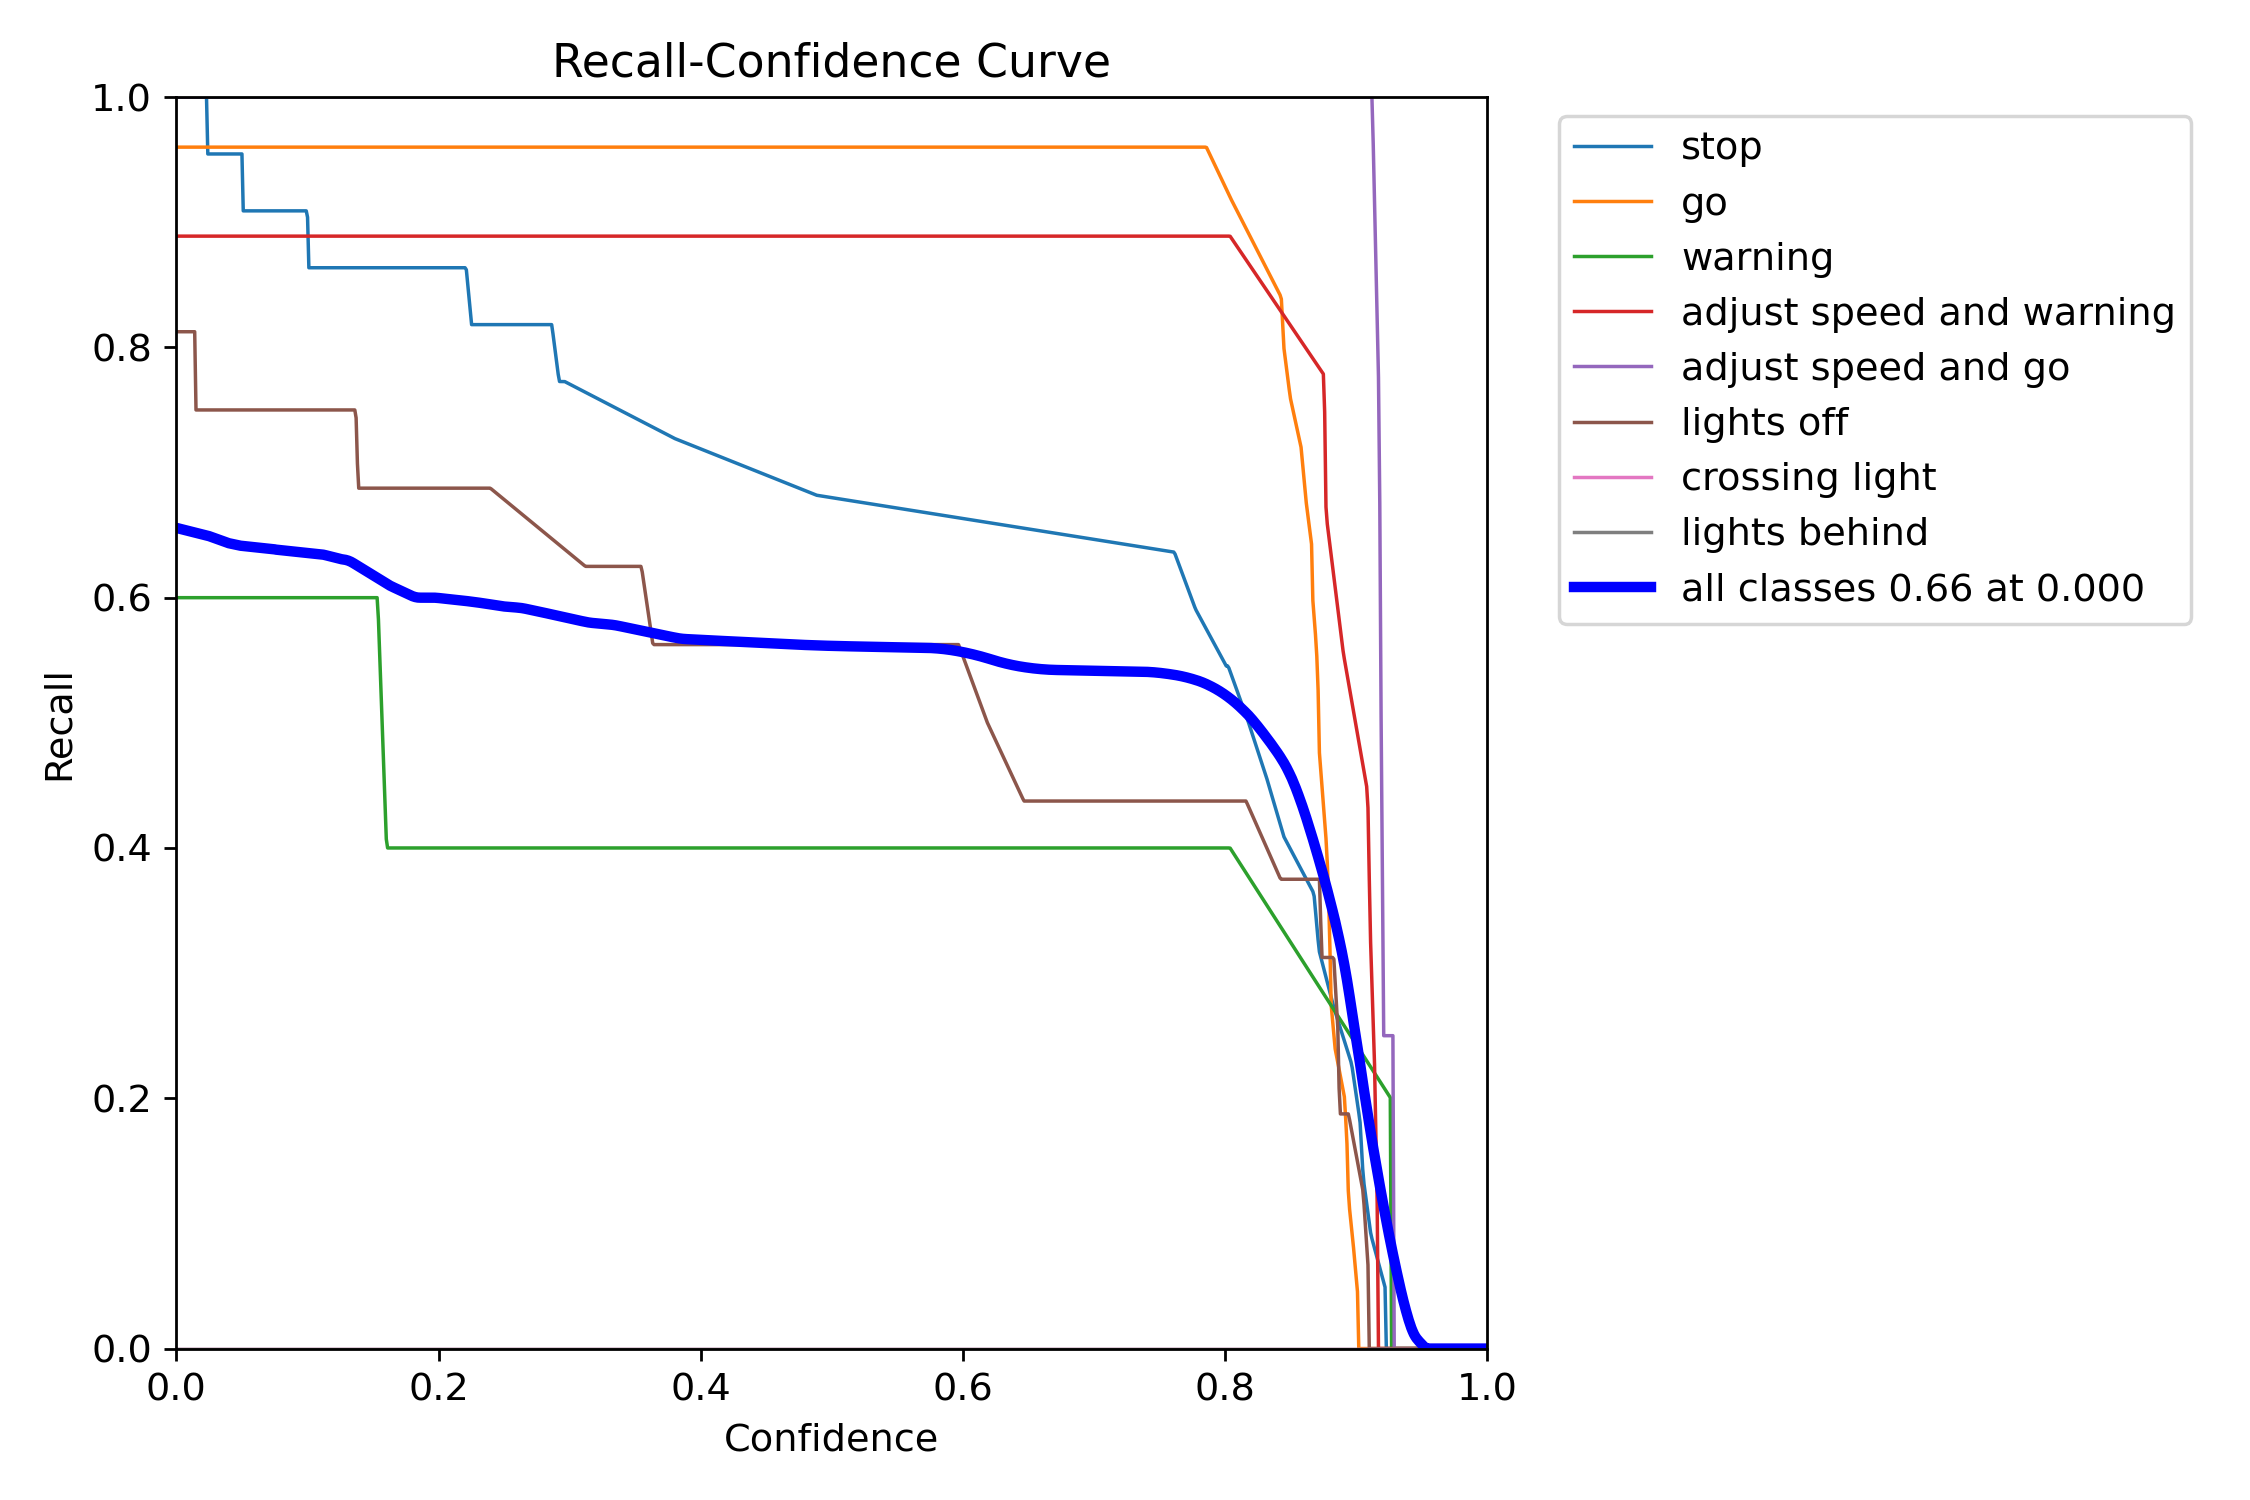 Recall-Confidence Curve
1.0
0.8
0.6
0.4
0.2
0.0
Recall
0.0 0.2 0.4 0.6 0.8 1.0
Confidence
stop
go
warning
adjust speed and warning
adjust speed and go
lights off
crossing light
lights behind
all classes 0.66 at 0.000